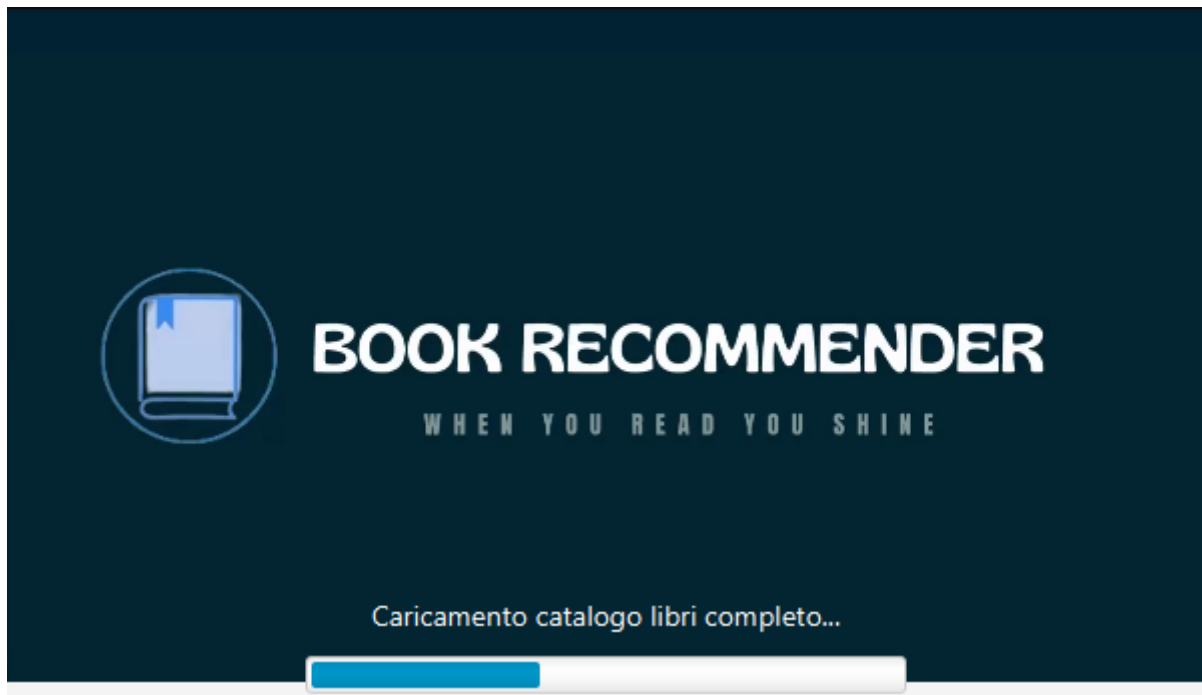 BOOK RECOMMENDER
WHEN YOU READ YOU SHINE
Caricamento catalogo libri completo...